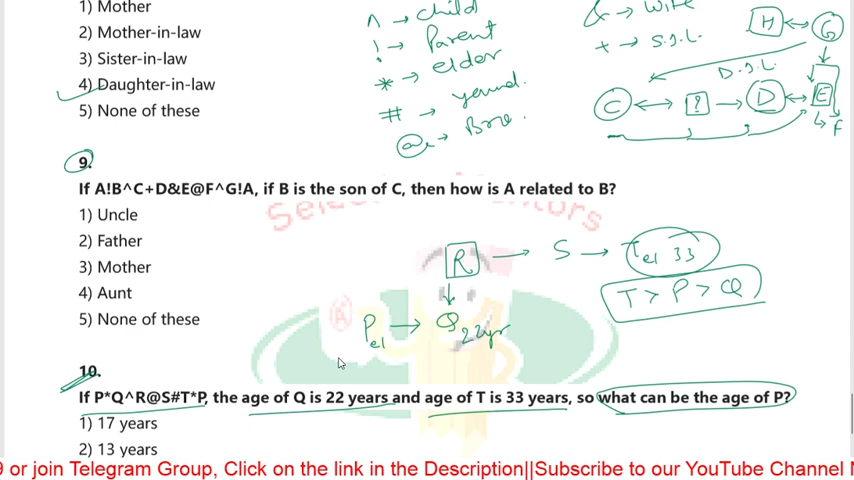 1) Mother
2) Mother-in-law
3) Sister-in-law
4) Daughter-in-law
5) None of these
^ → child
! → Parent
* → elder
# →
@ →
& → wife
+ → S.I.L.
H ↔ G
D.I.L.
C ↔ ? → D ↔ E
F
9.
If A!B^C+D&E@F^G!A, if B is the son of C, then how is A related to B?
1) Uncle
2) Father
3) Mother
4) Aunt
5) None of these
R → S → T el 33
T > P > Q
P el → Q 22yr
10.
If P*Q^R@S#T*P, the age of Q is 22 years and age of T is 33 years, so what can be the age of P?
1) 17 years
2) 13 years
9 or join Telegram Group, Click on the link in the Description||Subscribe to our YouTube Channel